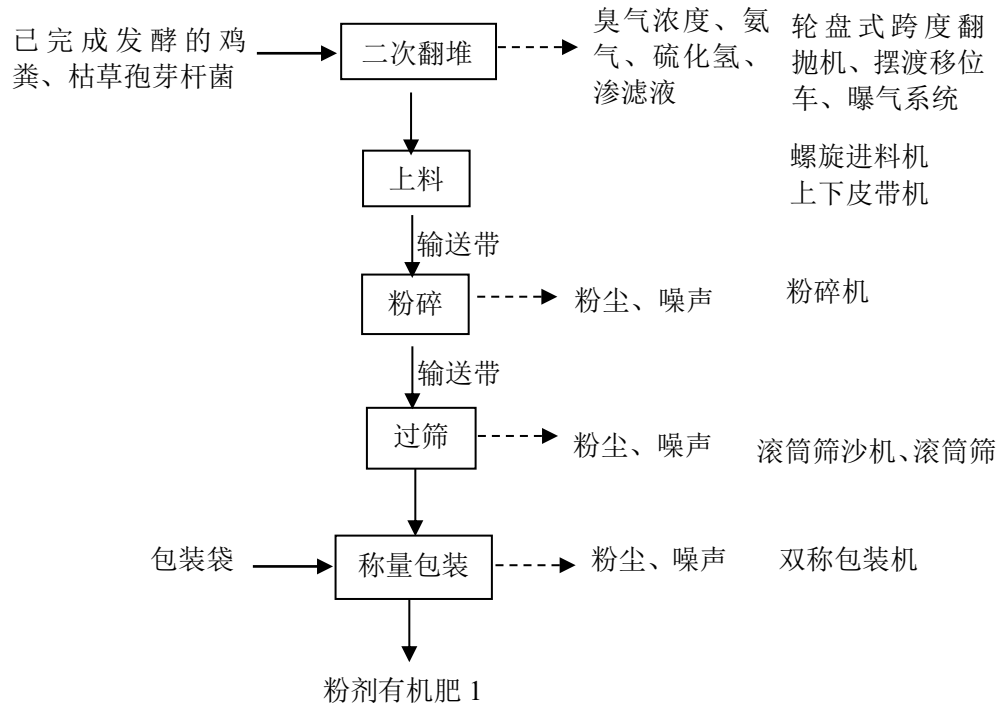 已完成发酵的鸡
粪、枯草孢芽杆菌
二次翻堆
臭气浓度、氨
气、硫化氢、
渗滤液
轮盘式跨度翻
抛机、摆渡移位
车、曝气系统
上料
螺旋进料机
上下皮带机
输送带
粉碎
粉尘、噪声
粉碎机
输送带
过筛
粉尘、噪声
滚筒筛沙机、滚筒筛
包装袋
称量包装
粉尘、噪声
双称包装机
粉剂有机肥 1